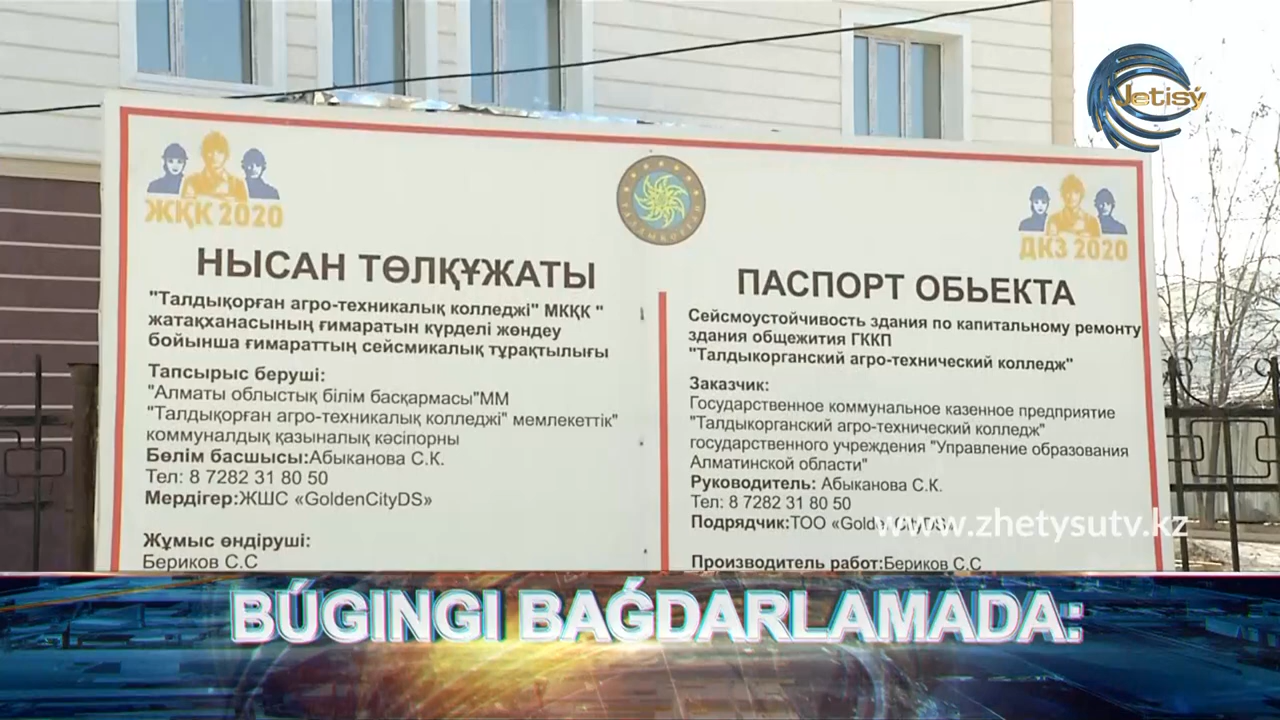 Jetisý
ЖҚК 2020
ТАЛДЫКОРГАН
ДКЗ 2020
НЫСАН ТӨЛҚҰЖАТЫ
"Талдықорған агро-техникалық колледжі" МКҚК "
жатақханасының ғимаратын күрделі жөндеу
бойынша ғимараттың сейсмикалық тұрақтылығы
Тапсырыс беруші:
"Алматы облыстық білім басқармасы"ММ
"Талдықорған агро-техникалық колледжі" мемлекеттік"
коммуналдық қазыналық кәсіпорны
Бөлім басшысы:Абыканова С.К.
Тел: 8 7282 31 80 50
Мердігер:ЖШС «GoldenCityDS»
Жұмыс өндіруші:
Бериков С.С
ПАСПОРТ ОБЬЕКТА
Сейсмоустойчивость здания по капитальному ремонту
здания общежития ГККП
"Талдыкорганский агро-технический колледж"
Заказчик:
Государственное коммунальное казенное предприятие
"Талдыкорганский агро-технический колледж"
государственного учреждения "Управление образования
Алматинской области"
Руководитель: Абыканова С.К.
Тел: 8 7282 31 80 50
Подрядчик:ТОО «GoldenCityDS»
www.zhetysutv.kz
Производитель работ:Бериков С.С
BÚGINGI BAǴDARLAMADA: